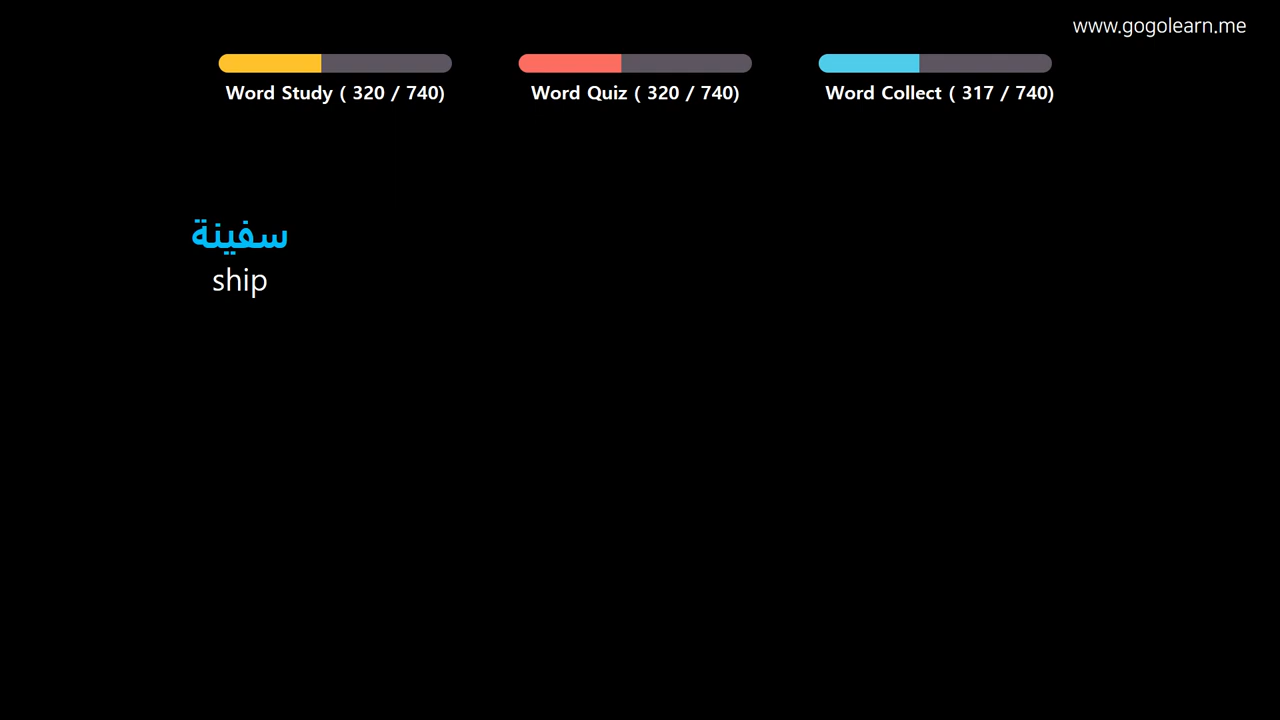 www.gogolearn.me
Word Study ( 320 / 740)
Word Quiz ( 320 / 740)
Word Collect ( 317 / 740)
سفينة
ship